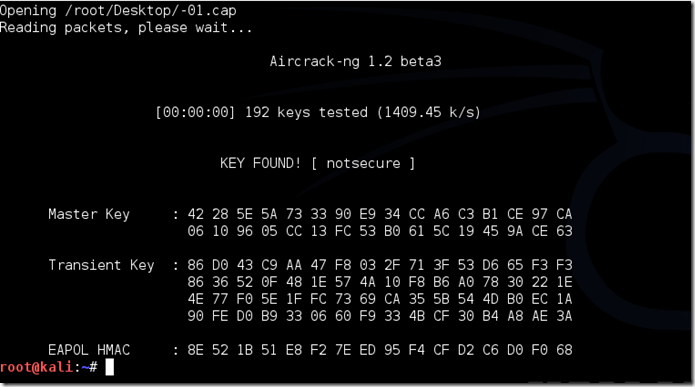 Opening /root/Desktop/-01.cap
Reading packets, please wait...
Aircrack-ng 1.2 beta3
[00:00:00] 192 keys tested (1409.45 k/s)
KEY FOUND! [ notsecure ]
Master Key : 42 28 5E 5A 73 33 90 E9 34 CC A6 C3 B1 CE 97 CA
06 10 96 05 CC 13 FC 53 B0 61 5C 19 45 9A CE 63
Transient Key : 86 D0 43 C9 AA 47 F8 03 2F 71 3F 53 D6 65 F3 F3
86 36 52 0F 48 1E 57 4A 10 F8 B6 A0 78 30 22 1E
4E 77 F0 5E 1F FC 73 69 CA 35 5B 54 4D B0 EC 1A
90 FE D0 B9 33 06 60 F9 33 4B CF 30 B4 A8 AE 3A
EAPOL HMAC : 8E 52 1B 51 E8 F2 7E ED 95 F4 CF D2 C6 D0 F0 68
root@kali:~#